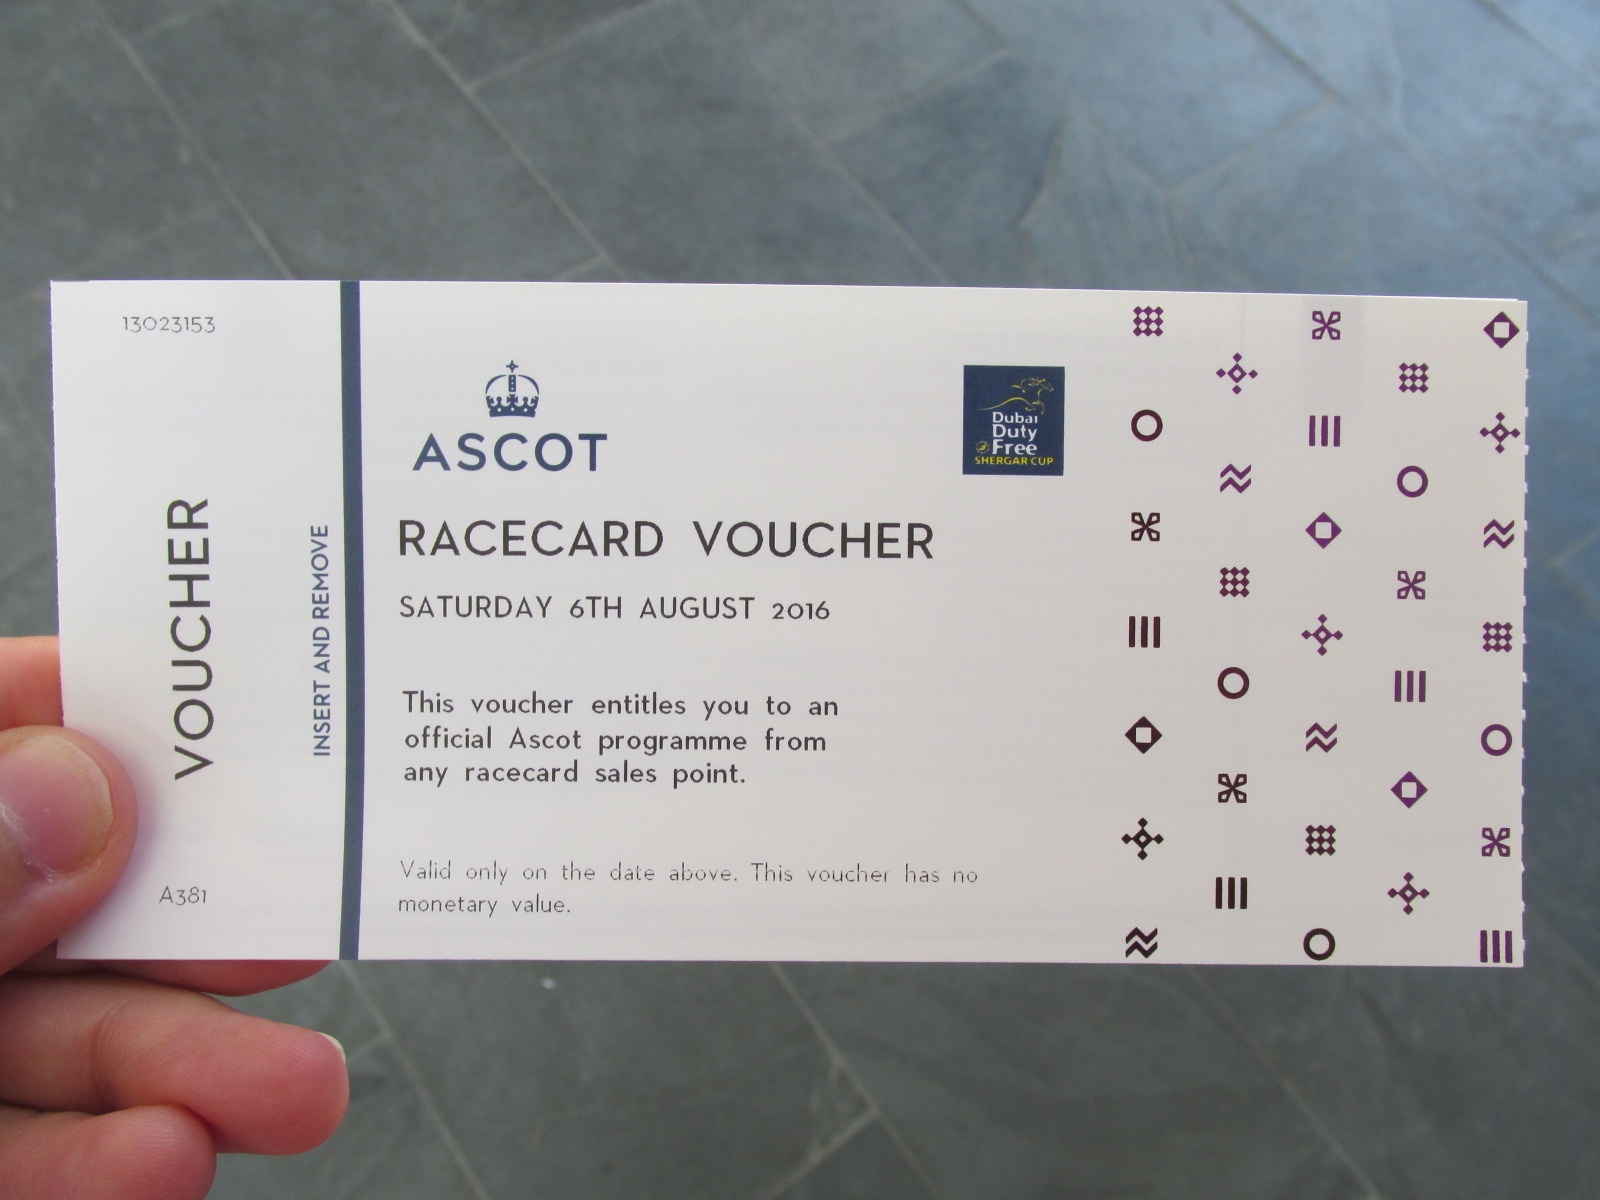 13023153
VOUCHER
A381
INSERT AND REMOVE
ASCOT
Dubai
Duty
Free
SHERGAR CUP
RACECARD VOUCHER
SATURDAY 6TH AUGUST 2016
This voucher entitles you to an
official Ascot programme from
any racecard sales point.
Valid only on the date above. This voucher has no
monetary value.